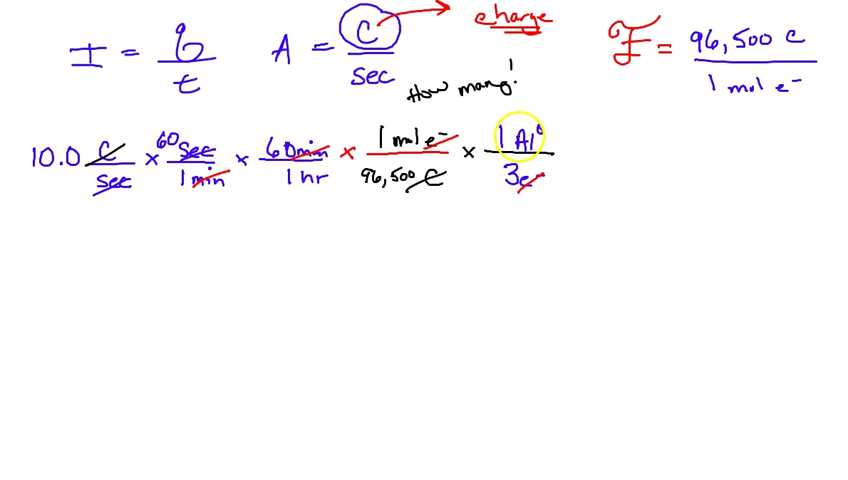 I = q/t A = C/sec → charge ℱ = 96,500 C / 1 mol e⁻
How many!
10.0 C/sec × 60 sec/1 min × 60 min/1 hr × 1 mol e⁻/96,500 C × 1 Al⁰/3e⁻